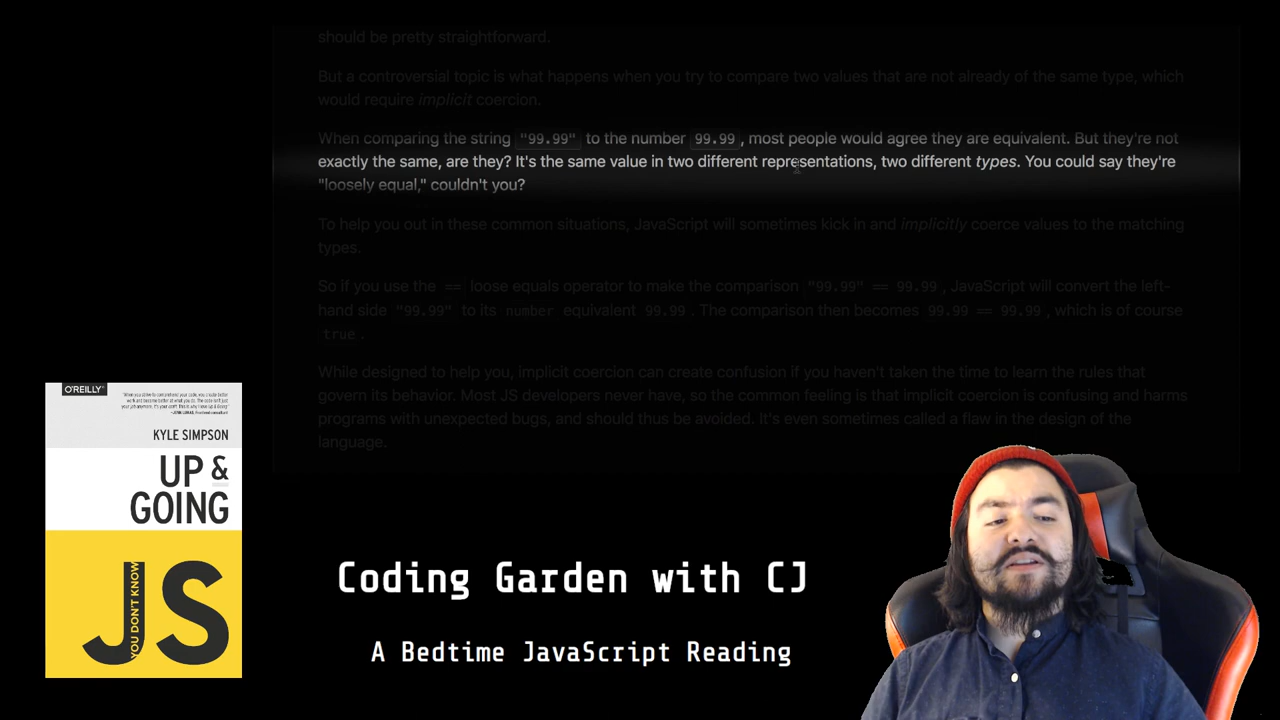 should be pretty straightforward.
But a controversial topic is what happens when you try to compare two values that are not already of the same type, which
would require implicit coercion.
When comparing the string "99.99" to the number 99.99, most people would agree they are equivalent. But they're not
exactly the same, are they? It's the same value in two different representations, two different types. You could say they're
"loosely equal," couldn't you?
To help you out in these common situations, JavaScript will sometimes kick in and implicitly coerce values to the matching
types.
So if you use the == loose equals operator to make the comparison "99.99" == 99.99, JavaScript will convert the left-
hand side "99.99" to its number equivalent 99.99. The comparison then becomes 99.99 == 99.99, which is of course
true.
While designed to help you, implicit coercion can create confusion if you haven't taken the time to learn the rules that
govern its behavior. Most JS developers never have, so the common feeling is that implicit coercion is confusing and harms
programs with unexpected bugs, and should thus be avoided. It's even sometimes called a flaw in the design of the
language.
O'REILLY
KYLE SIMPSON
UP &
GOING
YOU DON'T KNOW
JS
Coding Garden with CJ
A Bedtime JavaScript Reading